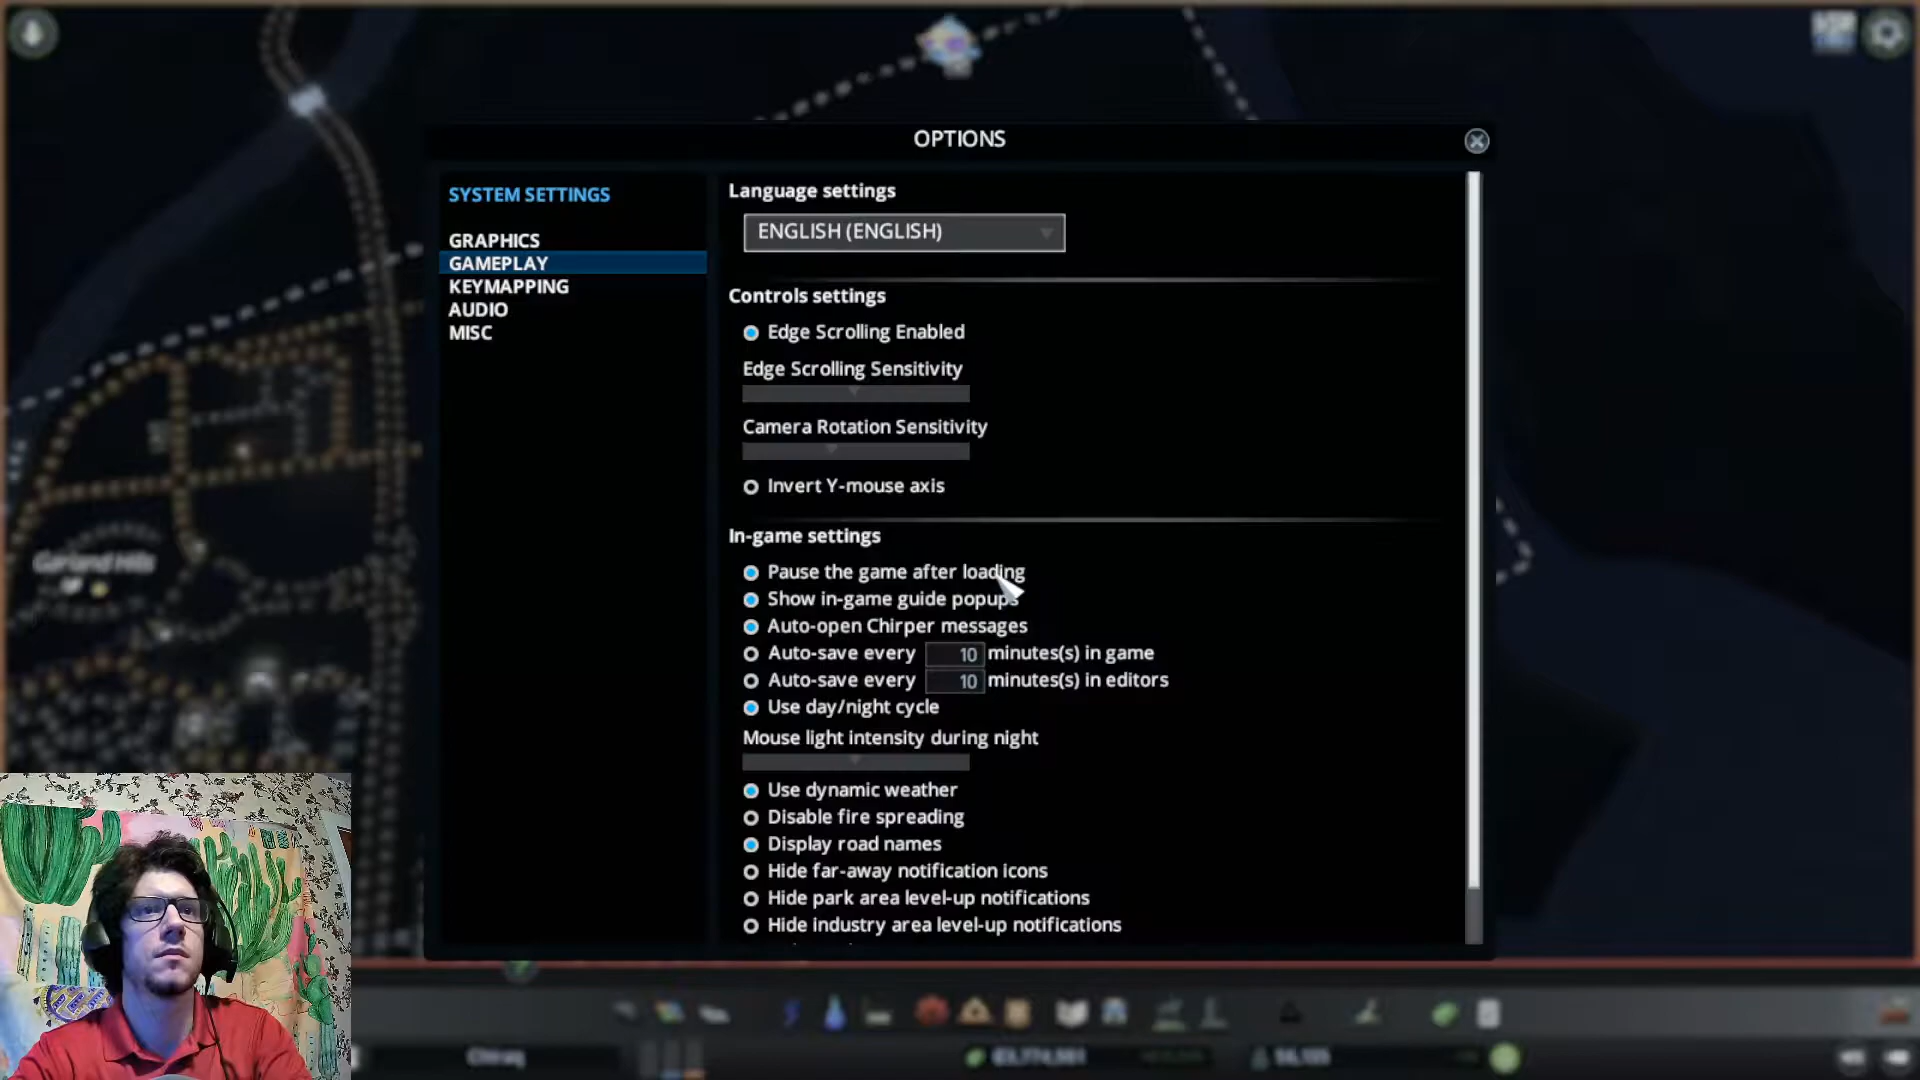 OPTIONS
SYSTEM SETTINGS
GRAPHICS
GAMEPLAY
KEYMAPPING
AUDIO
MISC
Language settings
ENGLISH (ENGLISH)
Controls settings
Edge Scrolling Enabled
Edge Scrolling Sensitivity
Camera Rotation Sensitivity
Invert Y-mouse axis
In-game settings
Pause the game after loading
Show in-game guide popups
Auto-open Chirper messages
Auto-save every 10 minutes(s) in game
Auto-save every 10 minutes(s) in editors
Use day/night cycle
Mouse light intensity during night
Use dynamic weather
Disable fire spreading
Display road names
Hide far-away notification icons
Hide park area level-up notifications
Hide industry area level-up notifications
Garland Hills
Chiraq